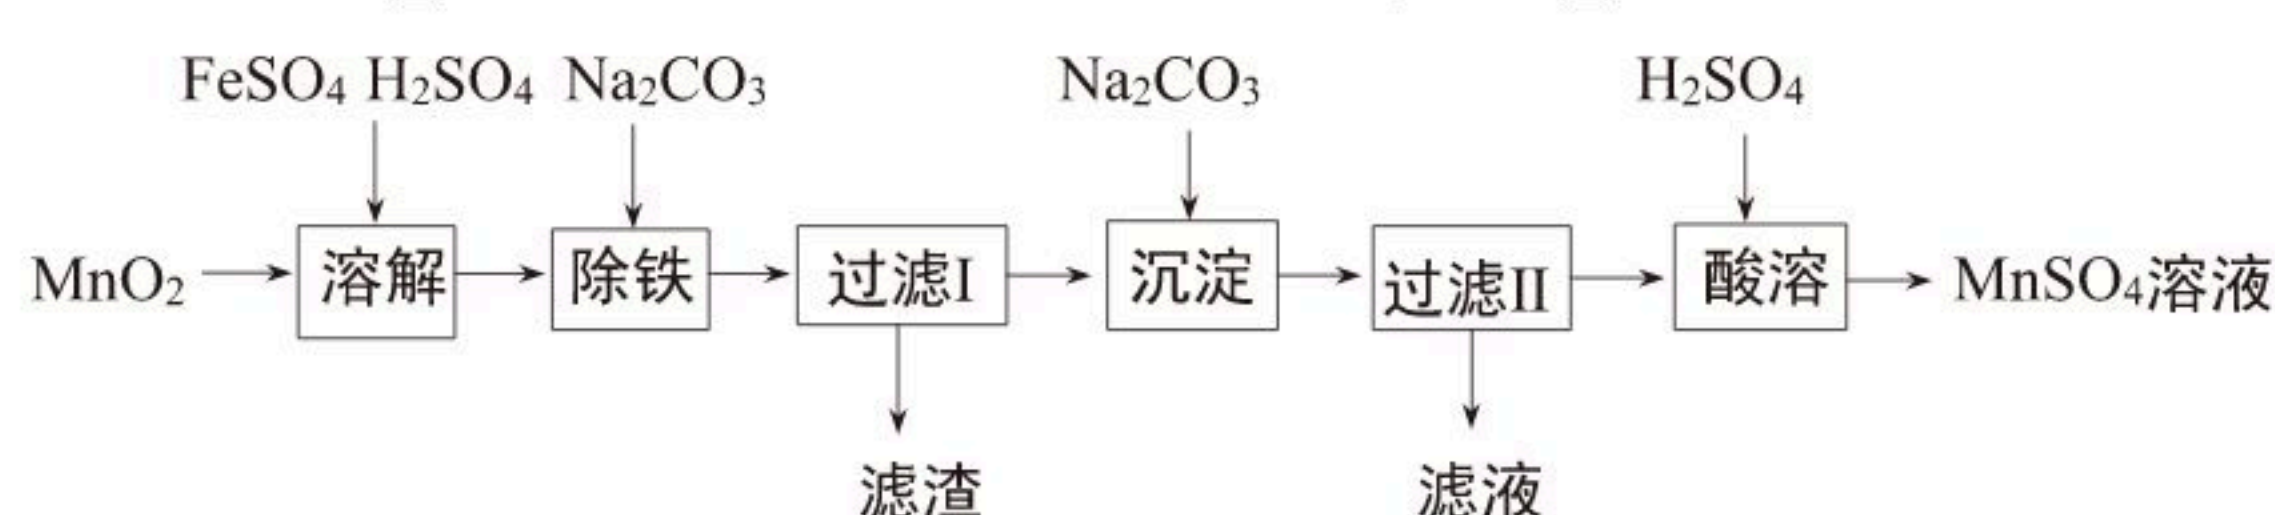 FeSO₄ H₂SO₄ Na₂CO₃ Na₂CO₃ H₂SO₄
MnO₂ 溶解 除铁 过滤I 沉淀 过滤II 酸溶 MnSO₄溶液
滤渣 滤液